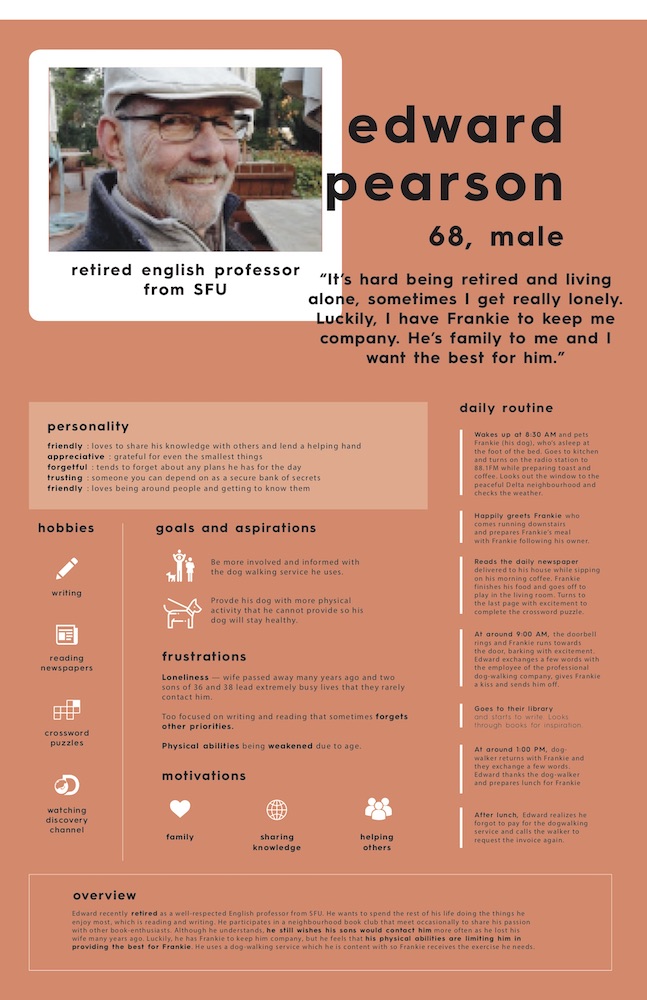 edward
pearson
68, male
retired english professor
from SFU
“It’s hard being retired and living
alone, sometimes I get really lonely.
Luckily, I have Frankie to keep me
company. He’s family to me and I
want the best for him.”
personality
friendly : loves to share his knowledge with others and lend a helping hand
appreciative : grateful for even the smallest things
forgetful : tends to forget about any plans he has for the day
trusting : someone you can depend on as a secure bank of secrets
friendly : loves being around people and getting to know them
hobbies
writing
reading
newspapers
crossword
puzzles
watching
discovery
channel
goals and aspirations
Be more involved and informed with
the dog walking service he uses.
Provde his dog with more physical
activity that he cannot provide so his
dog will stay healthy.
frustrations
Loneliness — wife passed away many years ago and two
sons of 36 and 38 lead extremely busy lives that they rarely
contact him.
Too focused on writing and reading that sometimes forgets
other priorities.
Physical abilities being weakened due to age.
motivations
family
sharing
knowledge
helping
others
daily routine
Wakes up at 8:30 AM and pets
Frankie (his dog), who’s asleep at
the foot of the bed. Goes to kitchen
and turns on the radio station to
88.1FM while preparing toast and
coffee. Looks out the window to the
peaceful Delta neighbourhood and
checks the weather.
Happily greets Frankie who
comes running downstairs
and prepares Frankie’s meal
with Frankie following his owner.
Reads the daily newspaper
delivered to his house while sipping
on his morning coffee. Frankie
finishes his food and goes off to
play in the living room. Turns to
the last page with excitement to
complete the crossword puzzle.
At around 9:00 AM, the doorbell
rings and Frankie runs towards
the door, barking with excitement.
Edward exchanges a few words with
the employee of the professional
dog-walking company, gives Frankie
a kiss and sends him off.
Goes to their library
and starts to write. Looks
through books for inspiration.
At around 1:00 PM, dog-
walker returns with Frankie and
they exchange a few words.
Edward thanks the dog-walker
and prepares lunch for Frankie
After lunch, Edward realizes he
forgot to pay for the dogwalking
service and calls the walker to
request the invoice again.
overview
Edward recently retired as a well-respected English professor from SFU. He wants to spend the rest of his life doing the things he
enjoy most, which is reading and writing. He participates in a neighbourhood book club that meet occasionally to share his passion
with other book-enthusiasts. Although he understands, he still wishes his sons would contact him more often as he lost his
wife many years ago. Luckily, he has Frankie to keep him company, but he feels that his physical abilities are limiting him in
providing the best for Frankie. He uses a dog-walking service which he is content with so Frankie receives the exercise he needs.